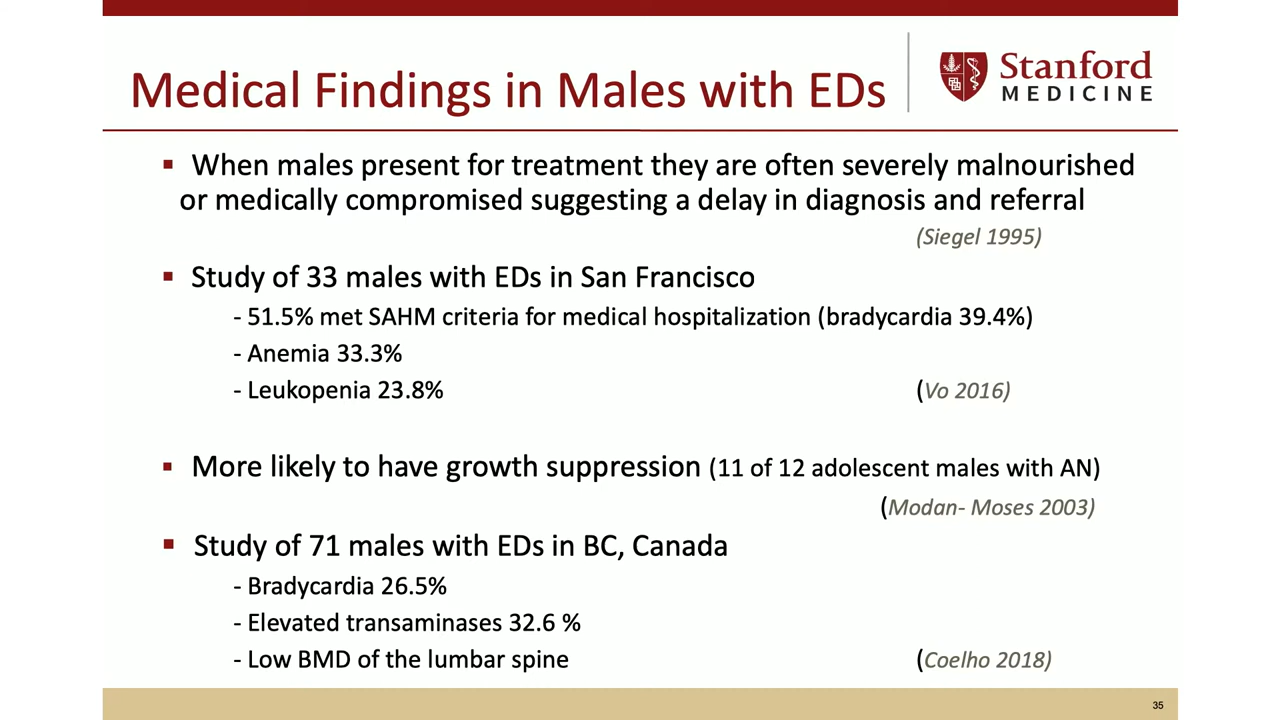 Medical Findings in Males with EDs
Stanford
MEDICINE
▪ When males present for treatment they are often severely malnourished
or medically compromised suggesting a delay in diagnosis and referral
(Siegel 1995)
▪ Study of 33 males with EDs in San Francisco
- 51.5% met SAHM criteria for medical hospitalization (bradycardia 39.4%)
- Anemia 33.3%
- Leukopenia 23.8% (Vo 2016)
▪ More likely to have growth suppression (11 of 12 adolescent males with AN)
(Modan- Moses 2003)
▪ Study of 71 males with EDs in BC, Canada
- Bradycardia 26.5%
- Elevated transaminases 32.6 %
- Low BMD of the lumbar spine (Coelho 2018)
35